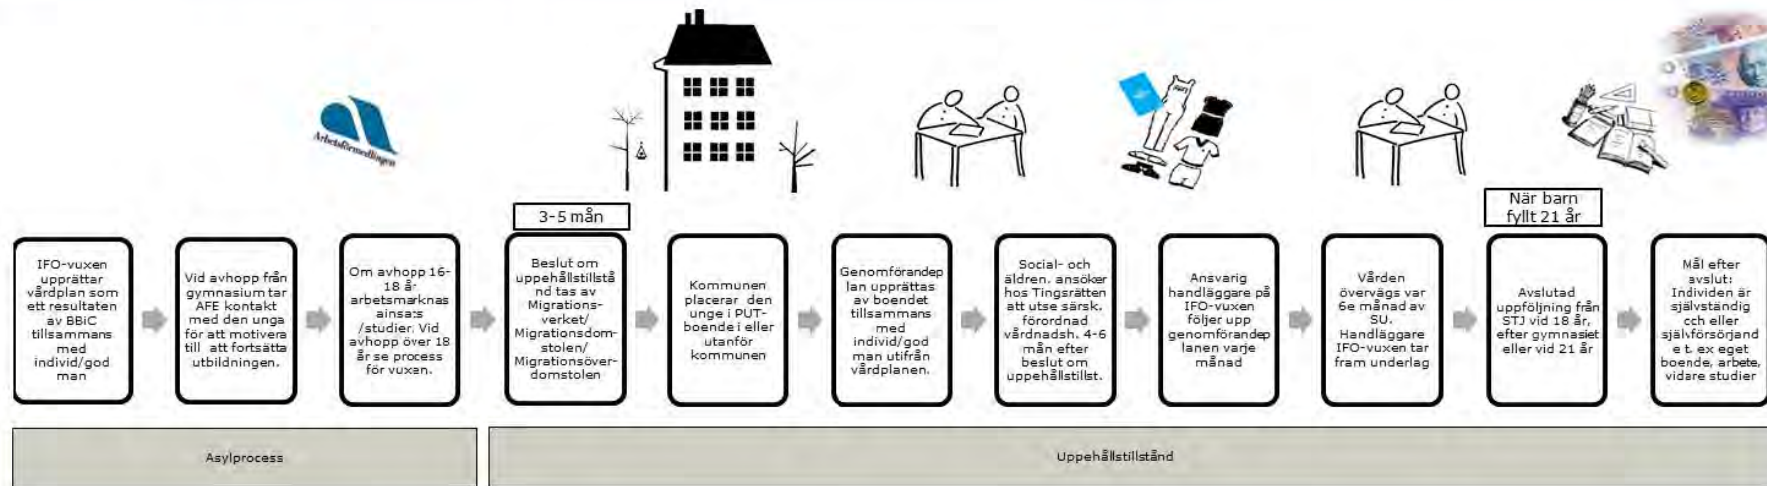 Arbetsförmedlingen
3-5 mån
När barn
fyllt 21 år
IFO-vuxen
upprättar
vårdplan som
ett resultaten
av BBiC
tillsammans
med
individ/god
man
Vid avhopp från
gymnasium tar
AFE kontakt
med den unga
för att motivera
till att fortsätta
utbildningen.
Om avhopp 16-
18 år
arbetsmarknas
ainsats
/studier. Vid
avhopp över 18
år se process
för vuxen.
Beslut om
uppehållstillstå
nd tas av
Migrations-
verket/
Migrationsdom-
stolen/
Migrationsöver-
domstolen
Kommunen
placerar den
unge i PUT-
boende i eller
utanför
kommunen
Genomförandep
lan upprättas
av boendet
tillsammans
med
individ/god
man utifrån
vårdplanen.
Social- och
äldren. ansöker
hos Tingsrätten
att utse särsk.
förordnad
vårdnadsh. 4-6
mån efter
beslut om
uppehållstillst.
Ansvarig
handläggare på
IFO-vuxen
följer upp
genomförandep
lanen varje
månad
Vården
övervägs var
6e månad av
SU.
Handläggare
IFO-vuxen tar
fram underlag
Avslutad
uppföljning från
STJ vid 18 år,
efter gymnasiet
eller vid 21 år
Mål efter
avslut:
Individen är
självständig
och eller
självförsörjand
e t. ex eget
boende, arbete,
vidare studier
Asylprocess
Uppehållstillstånd